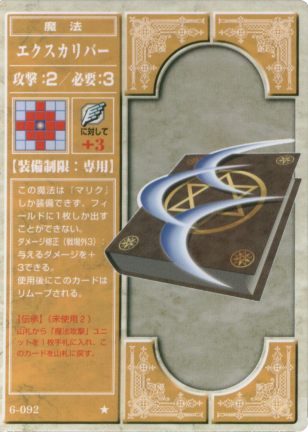 魔法
エクスカリバー
攻撃:2/必要:3
に対して
+3
【装備制限:専用】
この魔法は「マリク」
しか装備できず、フィ
ールドに1枚しか出す
ことができない。
ダメージ修正(戦場外3):
与えるダメージを+
3できる。
使用後にこのカードは
リムーブされる。
【伝承】(未使用2)
山札から「魔法攻撃」ユニ
ットを1枚手札に入れ、こ
のカードを山札に戻す。
6-092
★